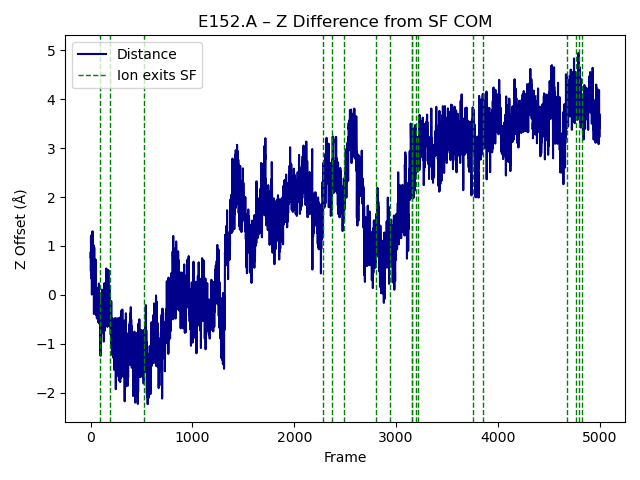 E152.A – Z Difference from SF COM
Distance
Ion exits SF
Z Offset (Å)
5
4
3
2
1
0
−1
−2
0 1000 2000 3000 4000 5000
Frame